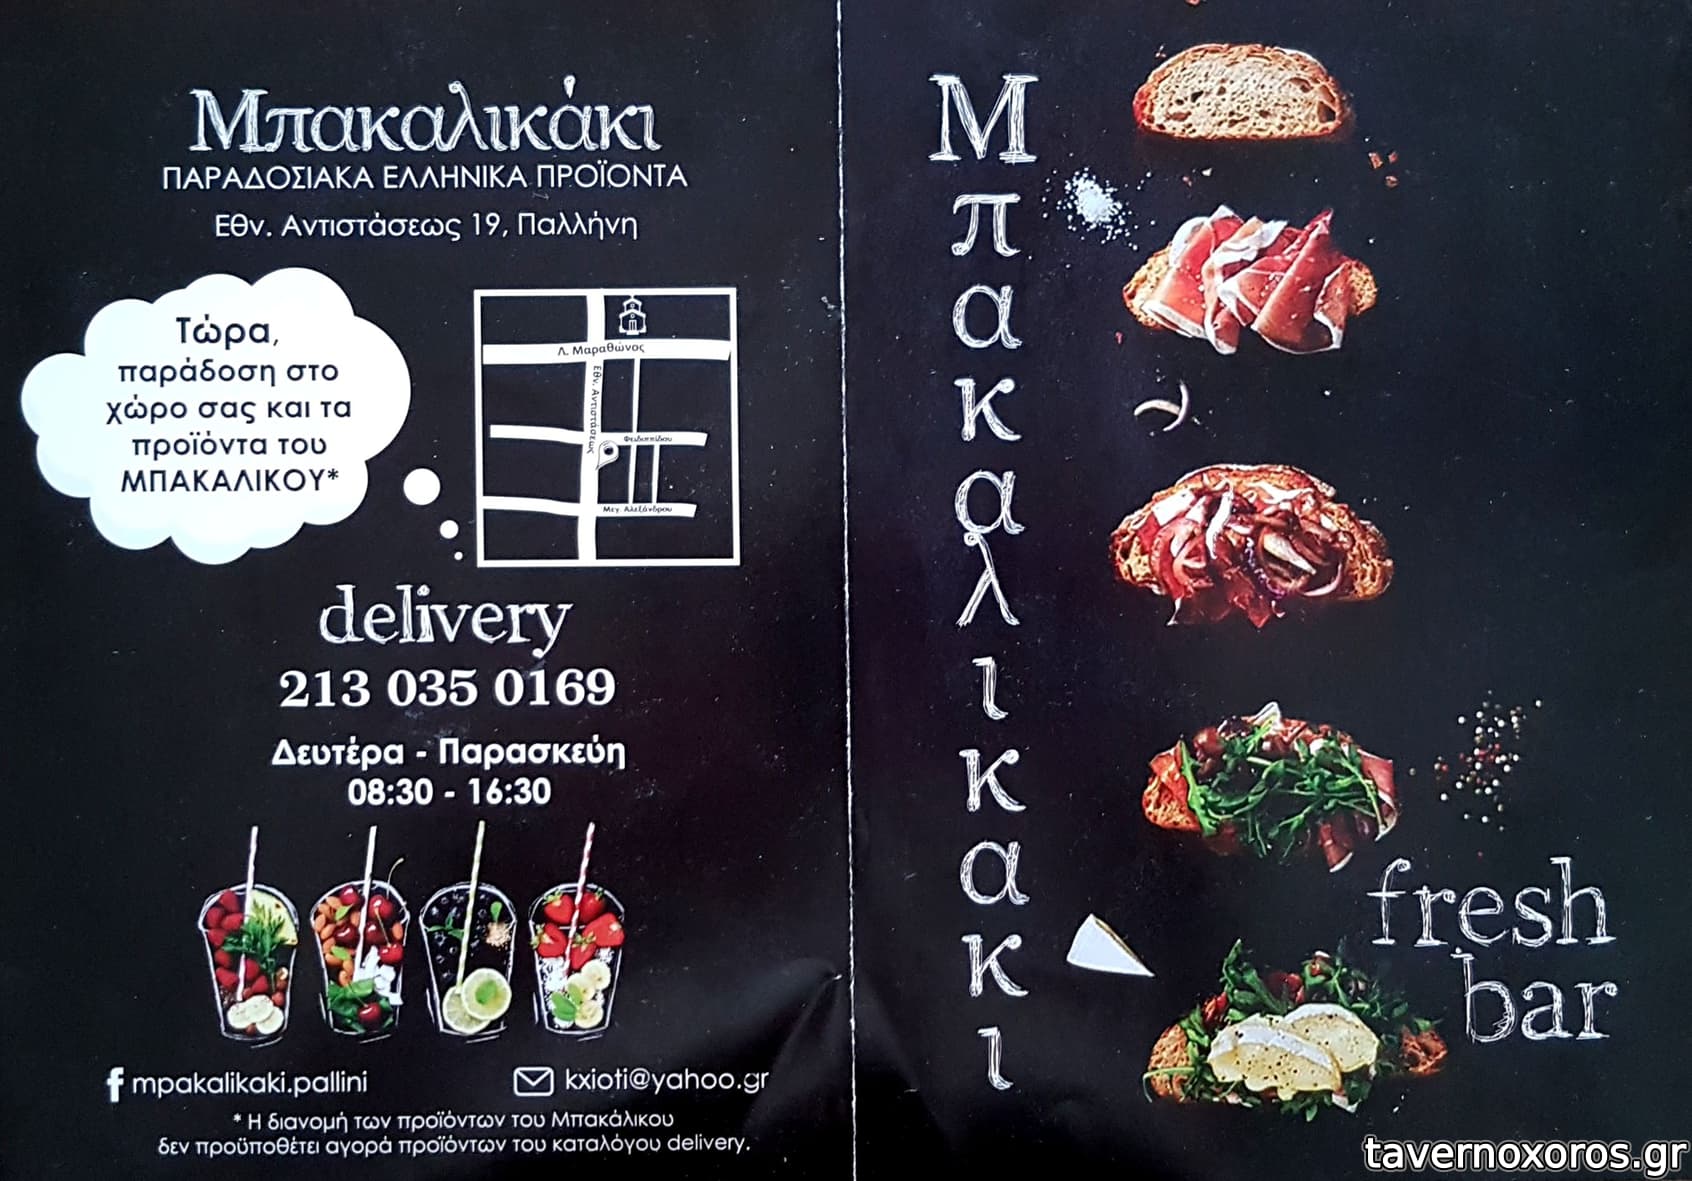 Μπακαλικάκι
ΠΑΡΑΔΟΣΙΑΚΑ ΕΛΛΗΝΙΚΑ ΠΡΟΪΟΝΤΑ
Εθν. Αντιστάσεως 19, Παλλήνη
Τώρα,
παράδοση στο
χώρο σας και τα
προϊόντα του
ΜΠΑΚΑΛΙΚΟΥ*
Λ. Μαραθώνος
Εθν. Αντιστάσεως
Φειδιππίδου
Μεγ. Αλεξάνδρου
delivery
213 035 0169
Δευτέρα - Παρασκεύη
08:30 - 16:30
mpakalikaki.pallini
kxioti@yahoo.gr
* Η διανομή των προϊόντων του Μπακάλικου
δεν προϋποθέτει αγορά προϊόντων του καταλόγου delivery.
Μπακαλικακι
fresh
bar
tavernoxoros.gr